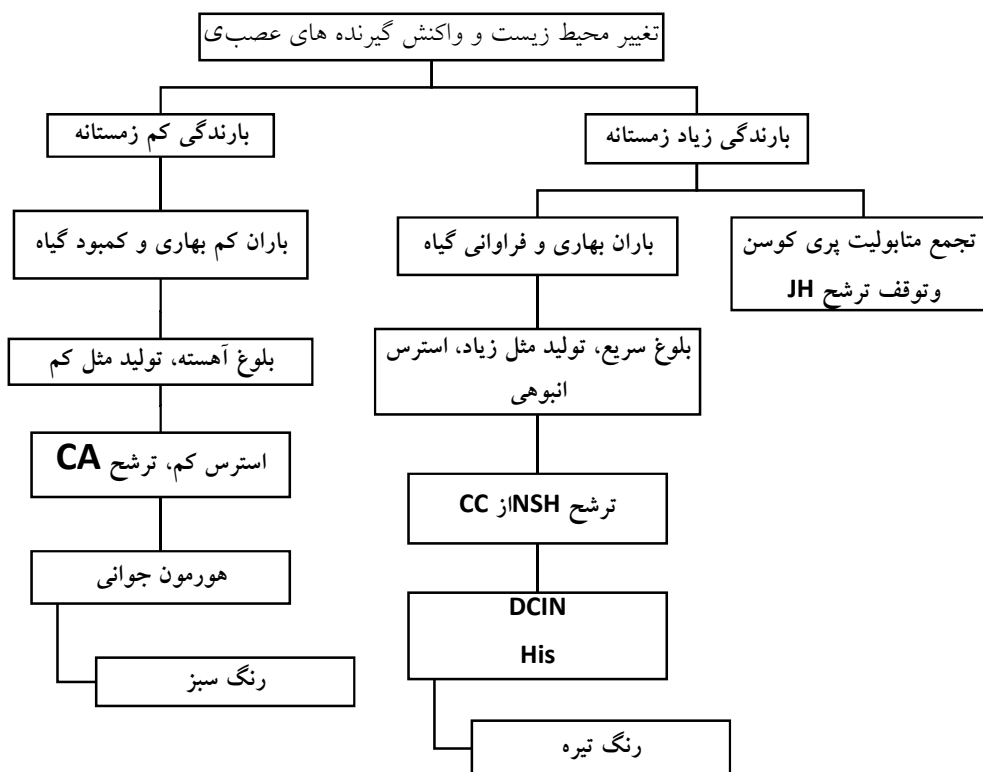 تغییر محیط زیست و واکنش گیرنده های عصبی
بارندگی زیاد زمستانه
بارندگی کم زمستانه
تجمع متابولیت پری کوسن
وتوقف ترشح JH
باران بهاری و فراوانی گیاه
باران کم بهاری و کمبود گیاه
بلوغ سریع، تولید مثل زیاد، استرس
انبوهی
بلوغ آهسته، تولید مثل کم
استرس کم، ترشح CA
ترشح NSHاز CC
هورمون جوانی
DCIN
His
رنگ سبز
رنگ تیره